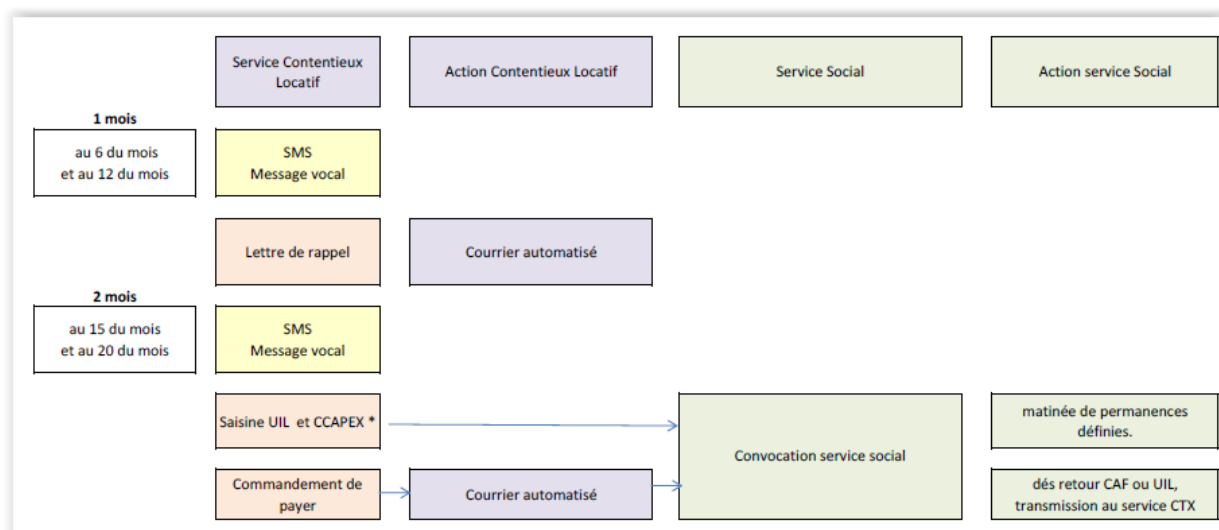 Service Contentieux
Locatif
Action Contentieux Locatif
Service Social
Action service Social
1 mois
au 6 du mois
et au 12 du mois
SMS
Message vocal
Lettre de rappel
Courrier automatisé
2 mois
au 15 du mois
et au 20 du mois
SMS
Message vocal
Saisine UIL et CCAPEX *
Convocation service social
matinée de permanences
définies.
Commandement de
payer
Courrier automatisé
dés retour CAF ou UIL,
transmission au service CTX